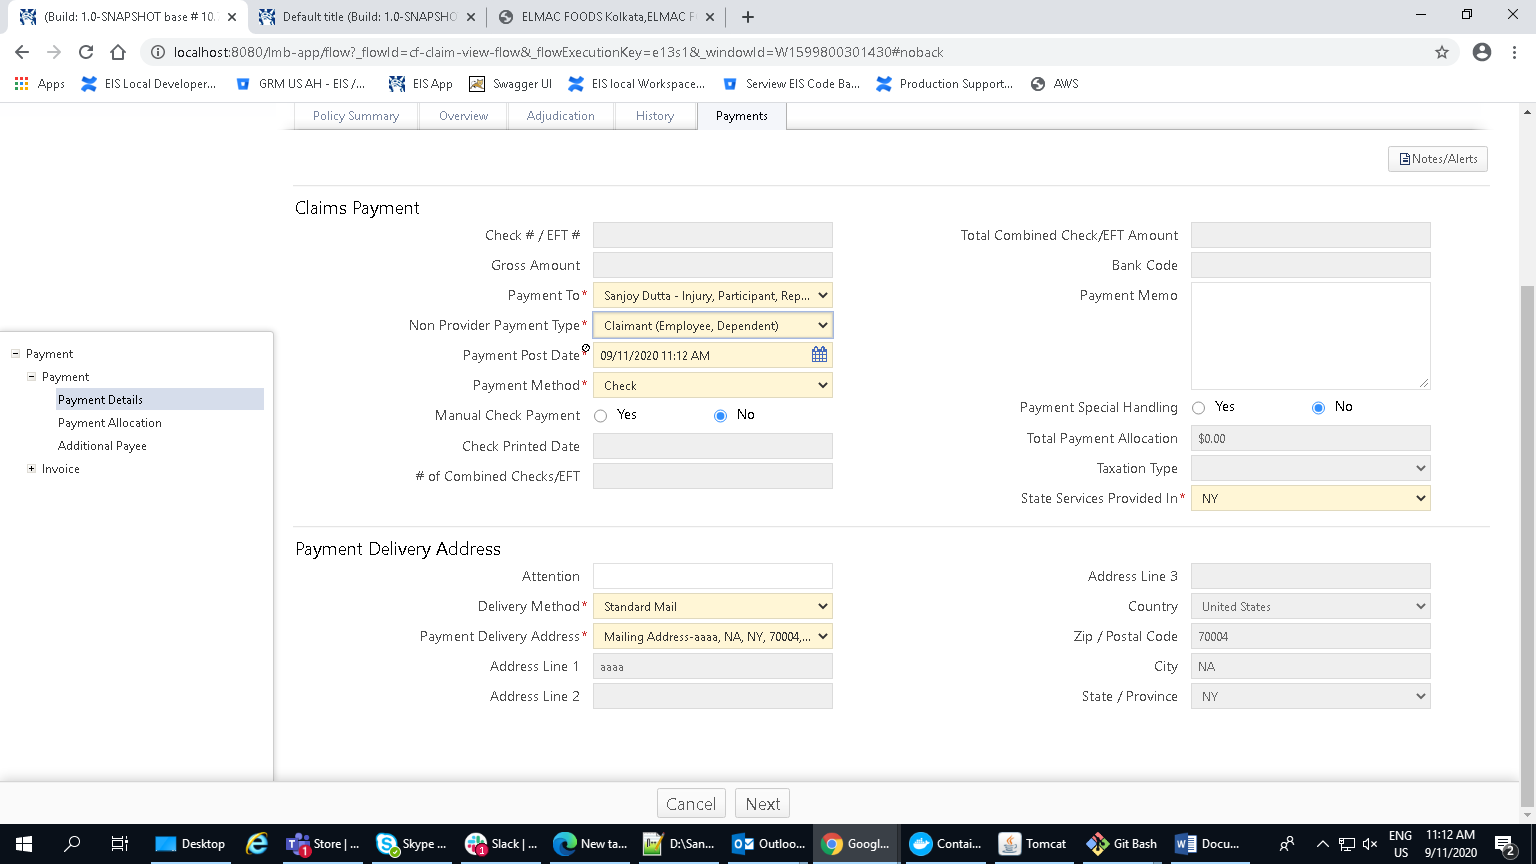 (Build: 1.0-SNAPSHOT base # 10.
Default title (Build: 1.0-SNAPSHO
ELMAC FOODS Kolkata,ELMAC F
localhost:8080/lmb-app/flow?_flowId=cf-claim-view-flow&_flowExecutionKey=e13s1&_windowId=W1599800301430#noback
Apps
EIS Local Developer...
GRM US AH - EIS /...
EIS App
Swagger UI
EIS local Workspace...
Serview EIS Code Ba...
Production Support...
AWS
Policy Summary
Overview
Adjudication
History
Payments
Notes/Alerts
Payment
Payment
Payment Details
Payment Allocation
Additional Payee
Invoice
Claims Payment
Check # / EFT #
Gross Amount
Payment To* Sanjoy Dutta - Injury, Participant, Rep...
Non Provider Payment Type* Claimant (Employee, Dependent)
Payment Post Date* 09/11/2020 11:12 AM
Payment Method* Check
Manual Check Payment Yes No
Check Printed Date
# of Combined Checks/EFT
Total Combined Check/EFT Amount
Bank Code
Payment Memo
Payment Special Handling Yes No
Total Payment Allocation $0.00
Taxation Type
State Services Provided In* NY
Payment Delivery Address
Attention
Delivery Method* Standard Mail
Payment Delivery Address* Mailing Address-aaaa, NA, NY, 70004,...
Address Line 1 aaaa
Address Line 2
Address Line 3
Country United States
Zip / Postal Code 70004
City NA
State / Province NY
Cancel
Next
Desktop
Store | ...
1
Skype ...
Slack | ...
1
New ta...
D:\San...
Outloo...
Googl...
Contai...
Tomcat
Git Bash
Docu...
ENG
US
11:12 AM
9/11/2020
2